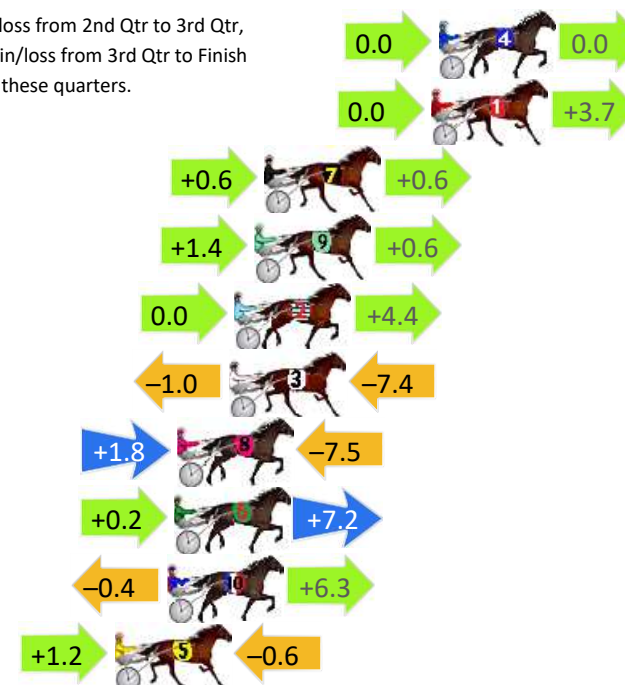 loss from 2nd Qtr to 3rd Qtr,
in/loss from 3rd Qtr to Finish
these quarters.
0.0 4 0.0
0.0 1 +3.7
+0.6 7 +0.6
+1.4 9 +0.6
0.0 2 +4.4
–1.0 3 –7.4
+1.8 8 –7.5
+0.2 6 +7.2
–0.4 10 +6.3
+1.2 5 –0.6